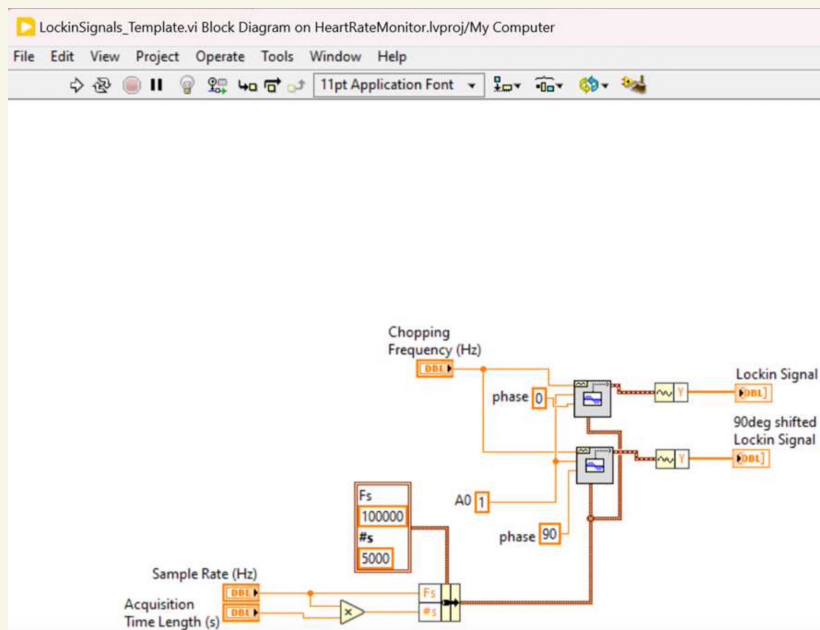 LockinSignals_Template.vi Block Diagram on HeartRateMonitor.lvproj/My Computer
File Edit View Project Operate Tools Window Help
11pt Application Font
Chopping
Frequency (Hz)
DBL
phase 0
Y
Lockin Signal
DBL]
90deg shifted
Lockin Signal
Y
DBL]
A0 1
phase 90
Fs
100000
#s
5000
Sample Rate (Hz)
DBL
Fs
Acquisition
Time Length (s)
DBL
×
#s